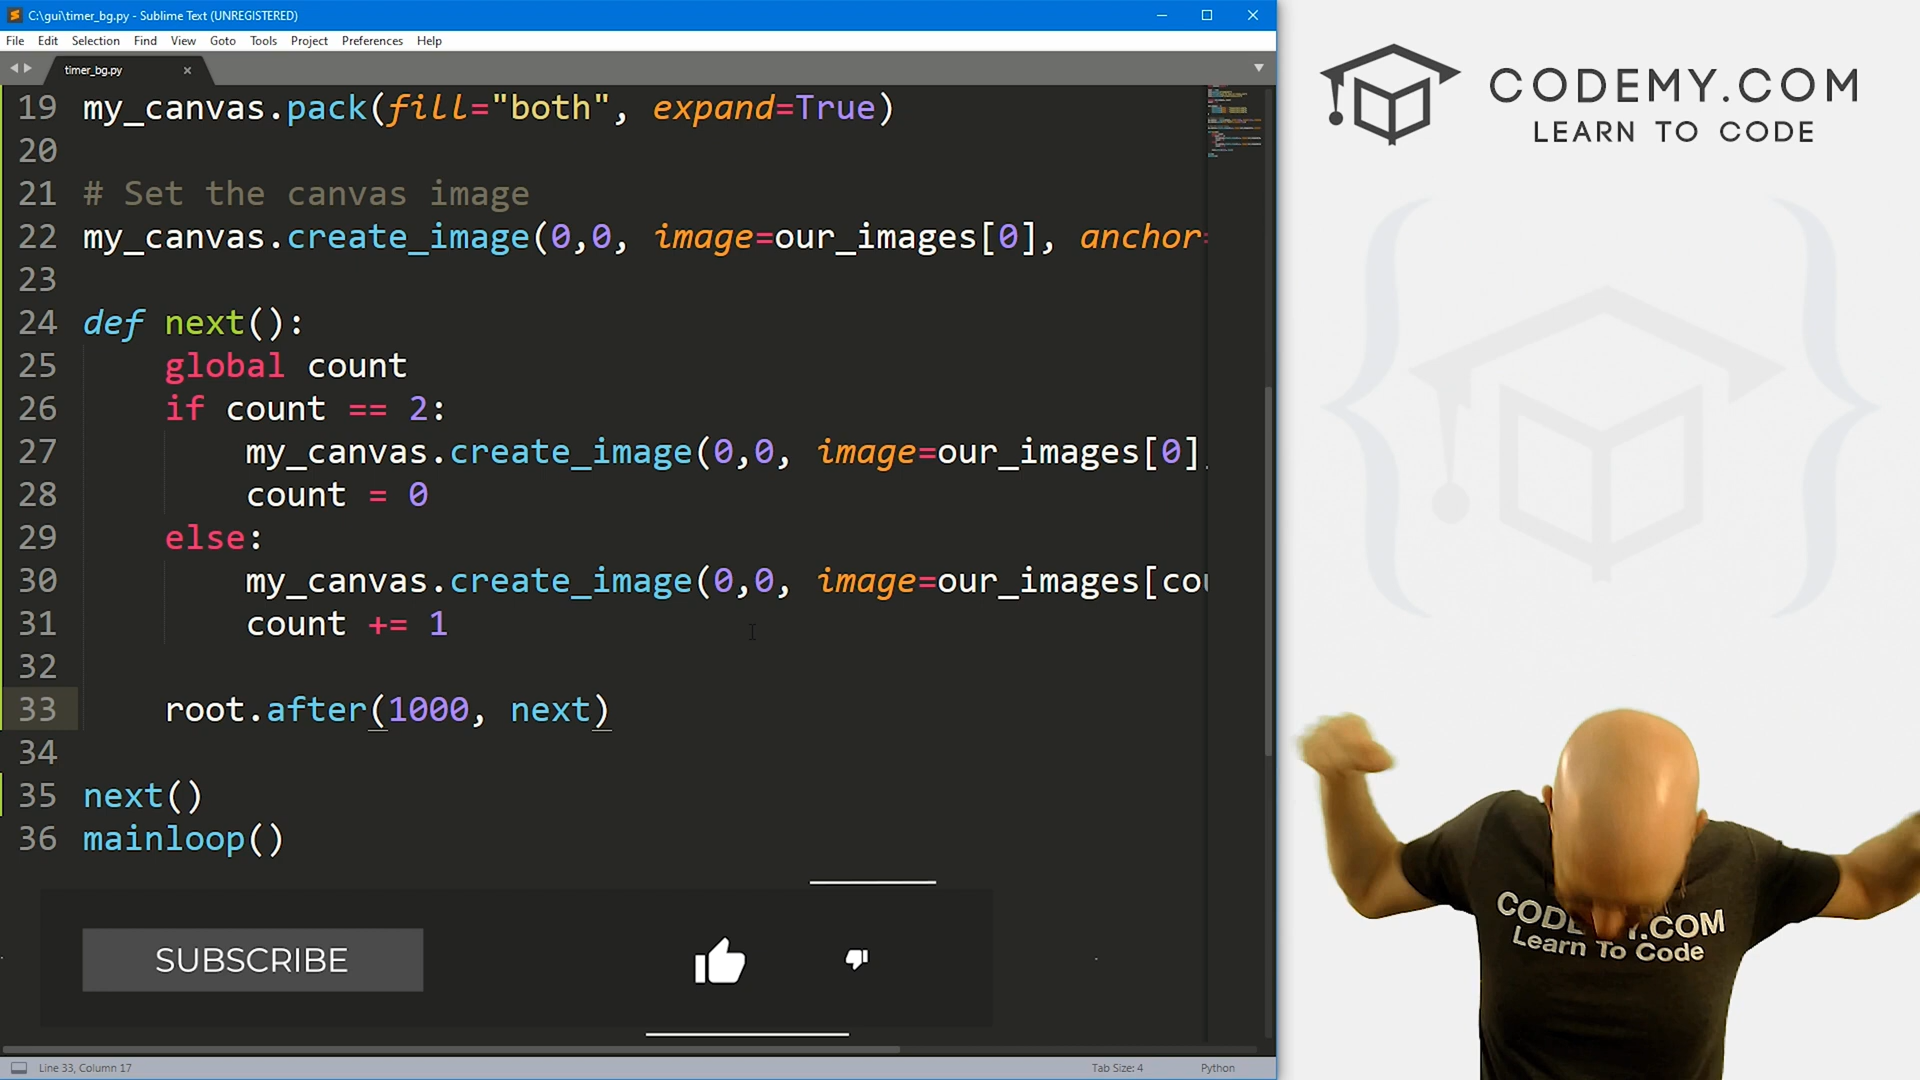 C:\gui\timer_bg.py - Sublime Text (UNREGISTERED)
File Edit Selection Find View Goto Tools Project Preferences Help
timer_bg.py
19 my_canvas.pack(fill="both", expand=True)
20
21 # Set the canvas image
22 my_canvas.create_image(0,0, image=our_images[0], anchor=
23
24 def next():
25 global count
26 if count == 2:
27 my_canvas.create_image(0,0, image=our_images[0],
28 count = 0
29 else:
30 my_canvas.create_image(0,0, image=our_images[cou
31 count += 1
32
33 root.after(1000, next)
34
35 next()
36 mainloop()
SUBSCRIBE
Line 33, Column 17
Tab Size: 4
Python
CODEMY.COM
LEARN TO CODE
Learn To Code